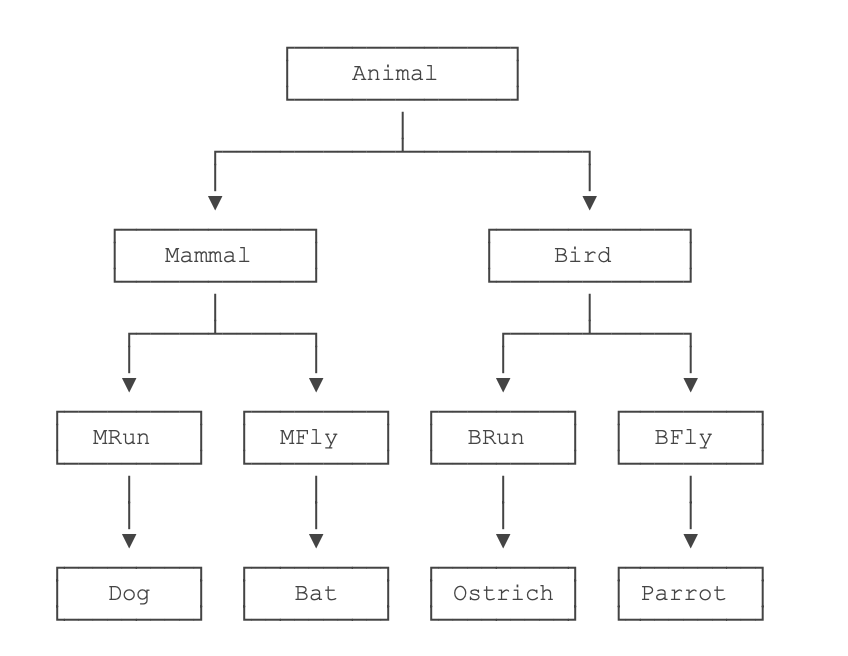 Animal
Mammal Bird
MRun MFly BRun BFly
Dog Bat Ostrich Parrot